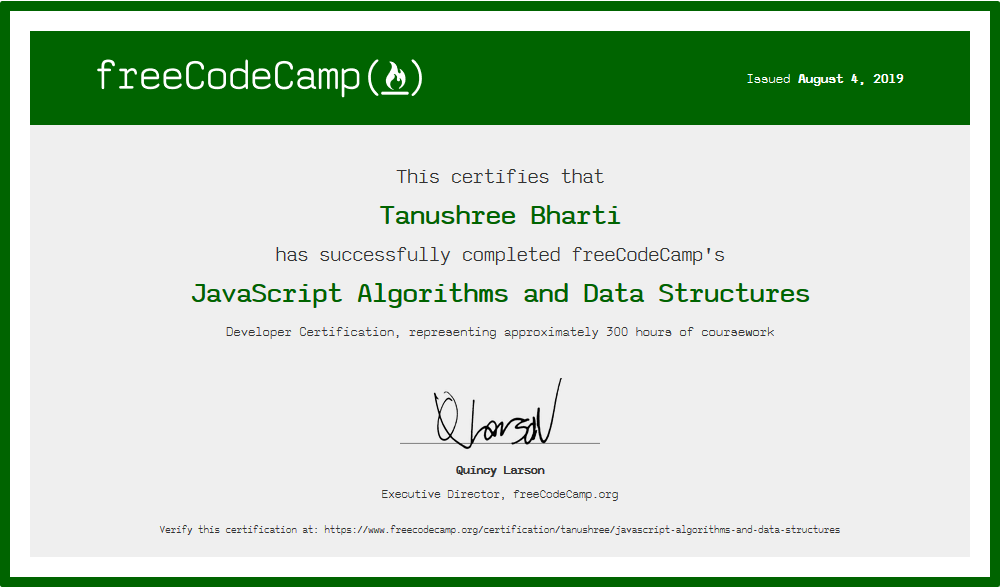 freeCodeCamp(🔥)
Issued August 4, 2019
This certifies that
Tanushree Bharti
has successfully completed freeCodeCamp's
JavaScript Algorithms and Data Structures
Developer Certification, representing approximately 300 hours of coursework
Q Larson
Quincy Larson
Executive Director, freeCodeCamp.org
Verify this certification at: https://www.freecodecamp.org/certification/tanushree/javascript-algorithms-and-data-structures